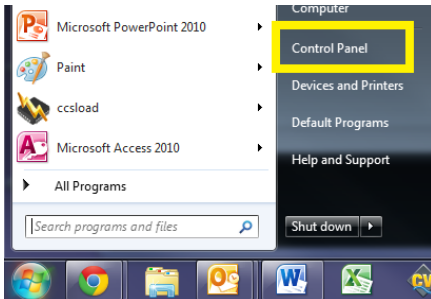 Microsoft PowerPoint 2010
Paint
ccsload
Microsoft Access 2010
All Programs
Search programs and files
Computer
Control Panel
Devices and Printers
Default Programs
Help and Support
Shut down
CV